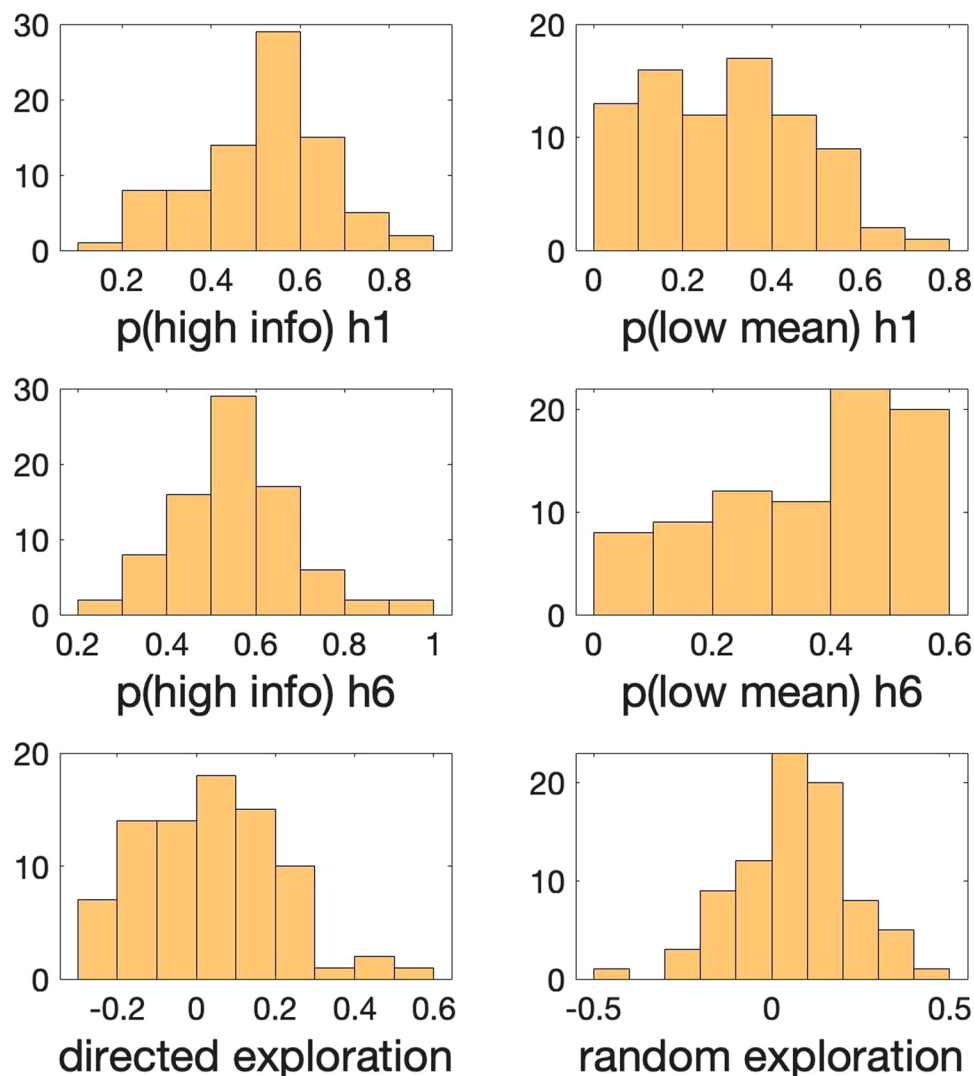 30
20
10
0
0.2 0.4 0.6 0.8
p(high info) h1
20
10
0
0 0.2 0.4 0.6 0.8
p(low mean) h1
30
20
10
0
0.2 0.4 0.6 0.8 1
p(high info) h6
20
10
0
0 0.2 0.4 0.6
p(low mean) h6
20
10
0
-0.2 0 0.2 0.4 0.6
directed exploration
20
10
0
-0.5 0 0.5
random exploration